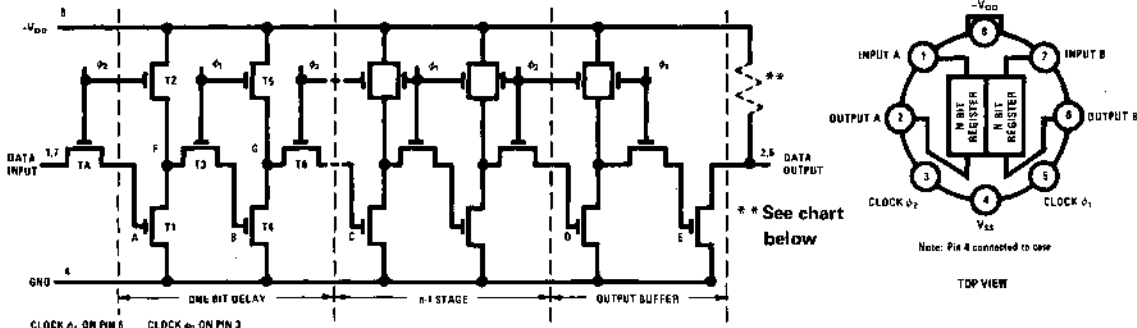 -V_DD 8
φ2 T2 φ1 T5 φ2 φ1 φ2 φ1
**
F T3 G T6
DATA INPUT 1,7 TA
2,6 DATA OUTPUT
A T1 B T4 C D E
** See chart
below
GND 4
ONE BIT DELAY n-1 STAGE OUTPUT BUFFER
CLOCK φ1 ON PIN 5 CLOCK φ2 ON PIN 3
-V_DD
8
INPUT A 1 7 INPUT B
N BIT REGISTER N BIT REGISTER
OUTPUT A 2 6 OUTPUT B
3 5
CLOCK φ2 4 CLOCK φ1
V_SS
Note: Pin 4 connected to case
TOP VIEW